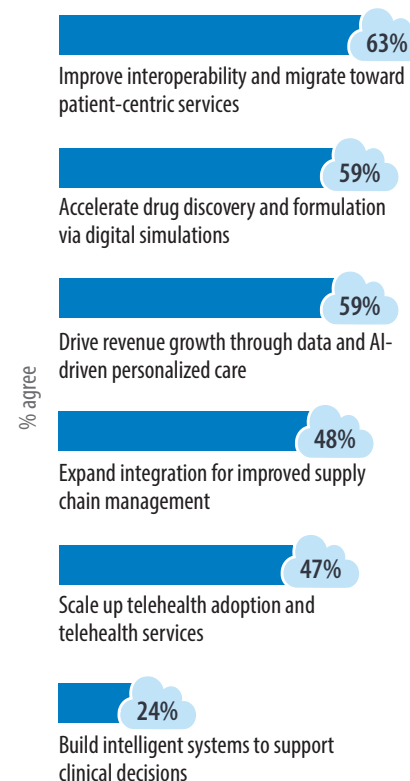 63%
Improve interoperability and migrate toward
patient-centric services
59%
Accelerate drug discovery and formulation
via digital simulations
59%
Drive revenue growth through data and AI-
driven personalized care
% agree
48%
Expand integration for improved supply
chain management
47%
Scale up telehealth adoption and
telehealth services
24%
Build intelligent systems to support
clinical decisions